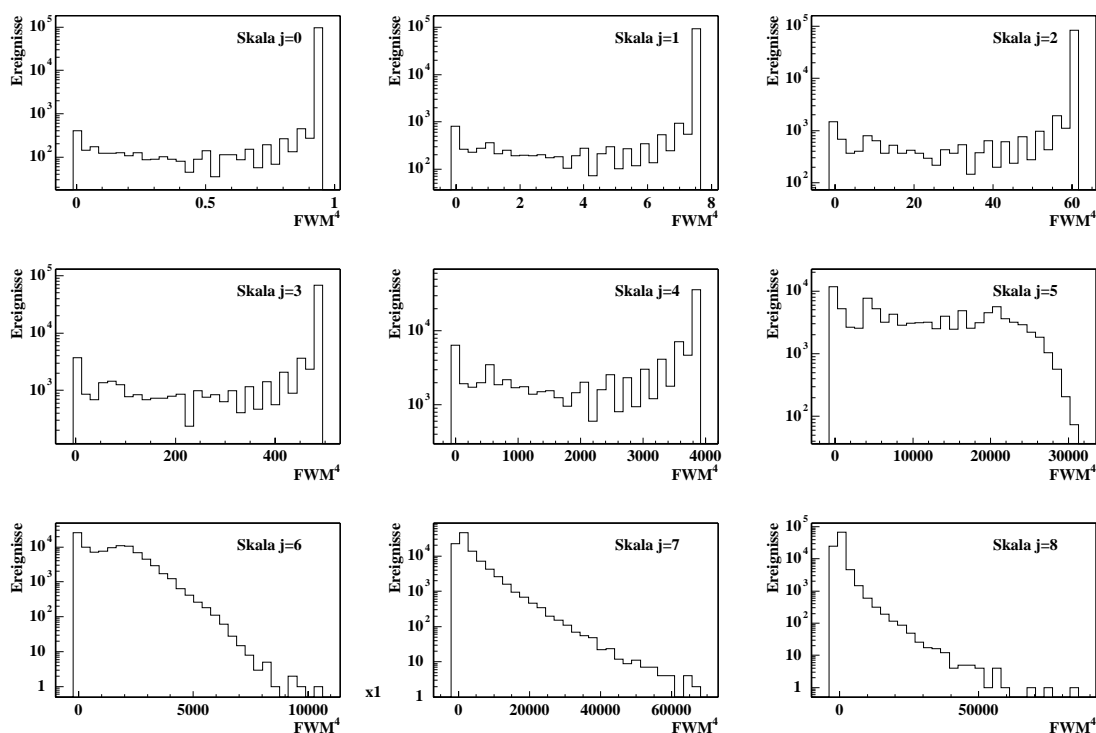 Ereignisse
Skala j=0
10^5
10^4
10^3
10^2
0 0.5 1
FWM^4
Ereignisse
Skala j=1
10^5
10^4
10^3
10^2
0 2 4 6 8
FWM^4
Ereignisse
Skala j=2
10^5
10^4
10^3
10^2
0 20 40 60
FWM^4
Ereignisse
Skala j=3
10^5
10^4
10^3
0 200 400
FWM^4
Ereignisse
Skala j=4
10^4
10^3
0 1000 2000 3000 4000
FWM^4
Ereignisse
Skala j=5
10^4
10^3
10^2
0 10000 20000 30000
FWM^4
Ereignisse
Skala j=6
10^4
10^3
10^2
10
1
0 5000 10000
x1
FWM^4
Ereignisse
Skala j=7
10^4
10^3
10^2
10
1
0 20000 40000 60000
FWM^4
Ereignisse
Skala j=8
10^5
10^4
10^3
10^2
10
1
0 50000
FWM^4